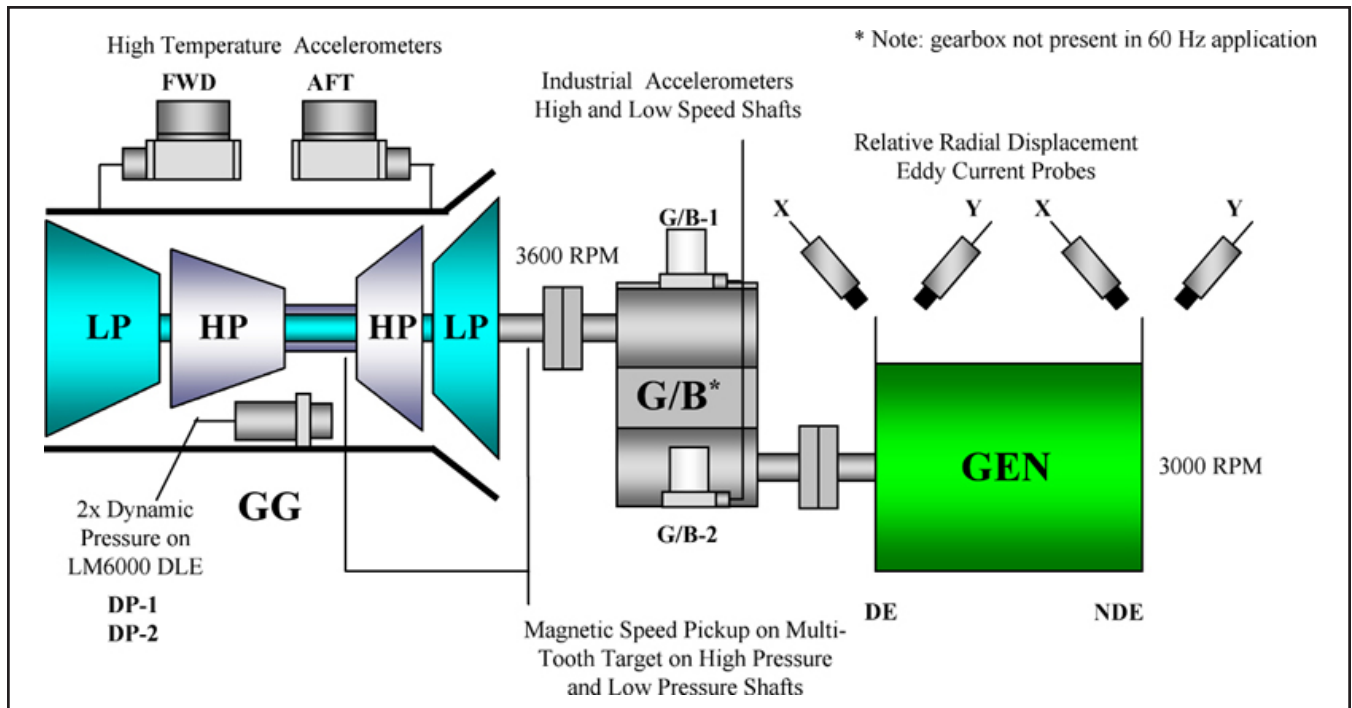 High Temperature Accelerometers
FWD
AFT
* Note: gearbox not present in 60 Hz application
Industrial Accelerometers
High and Low Speed Shafts
Relative Radial Displacement
Eddy Current Probes
X
Y
X
Y
G/B-1
3600 RPM
LP
HP
HP
LP
G/B*
GEN
3000 RPM
GG
2x Dynamic
Pressure on
LM6000 DLE
DP-1
DP-2
G/B-2
DE
NDE
Magnetic Speed Pickup on Multi-
Tooth Target on High Pressure
and Low Pressure Shafts